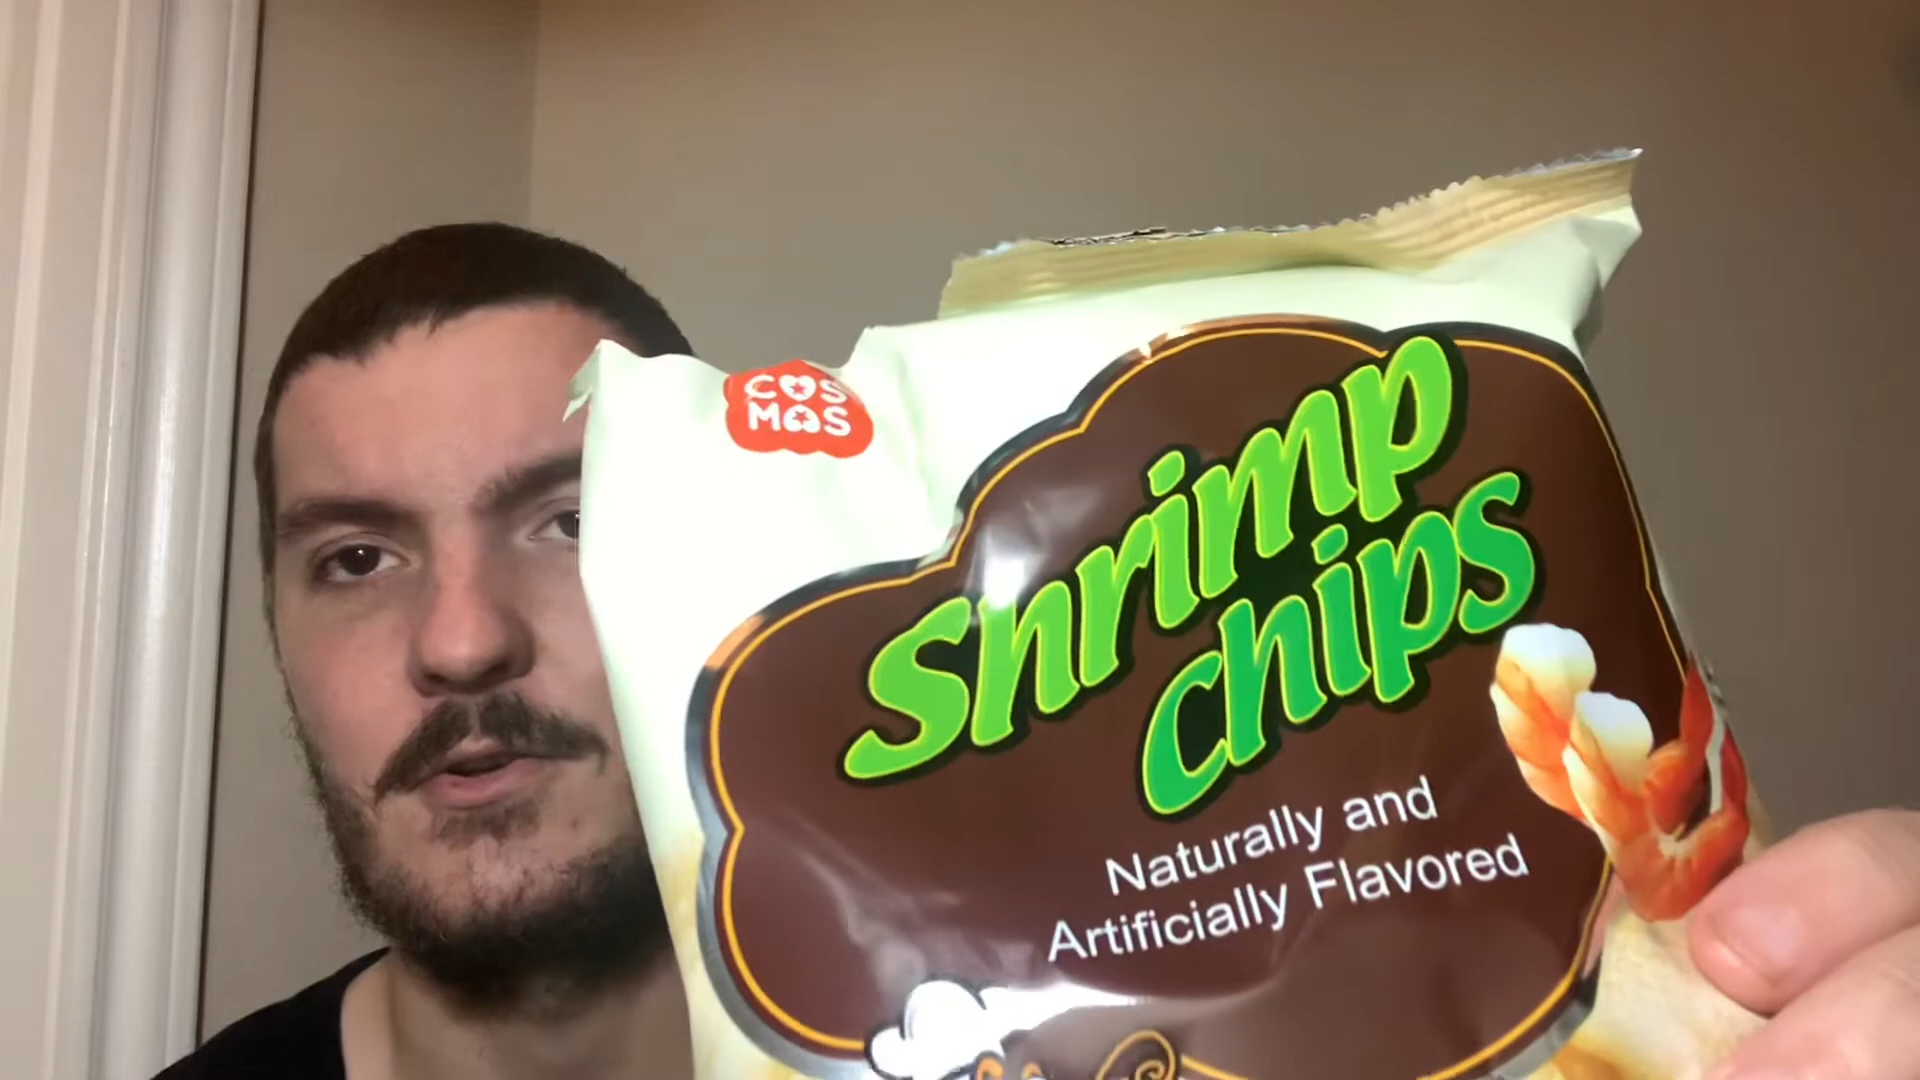 COS
MOS
Shrimp
chips
Naturally and
Artificially Flavored